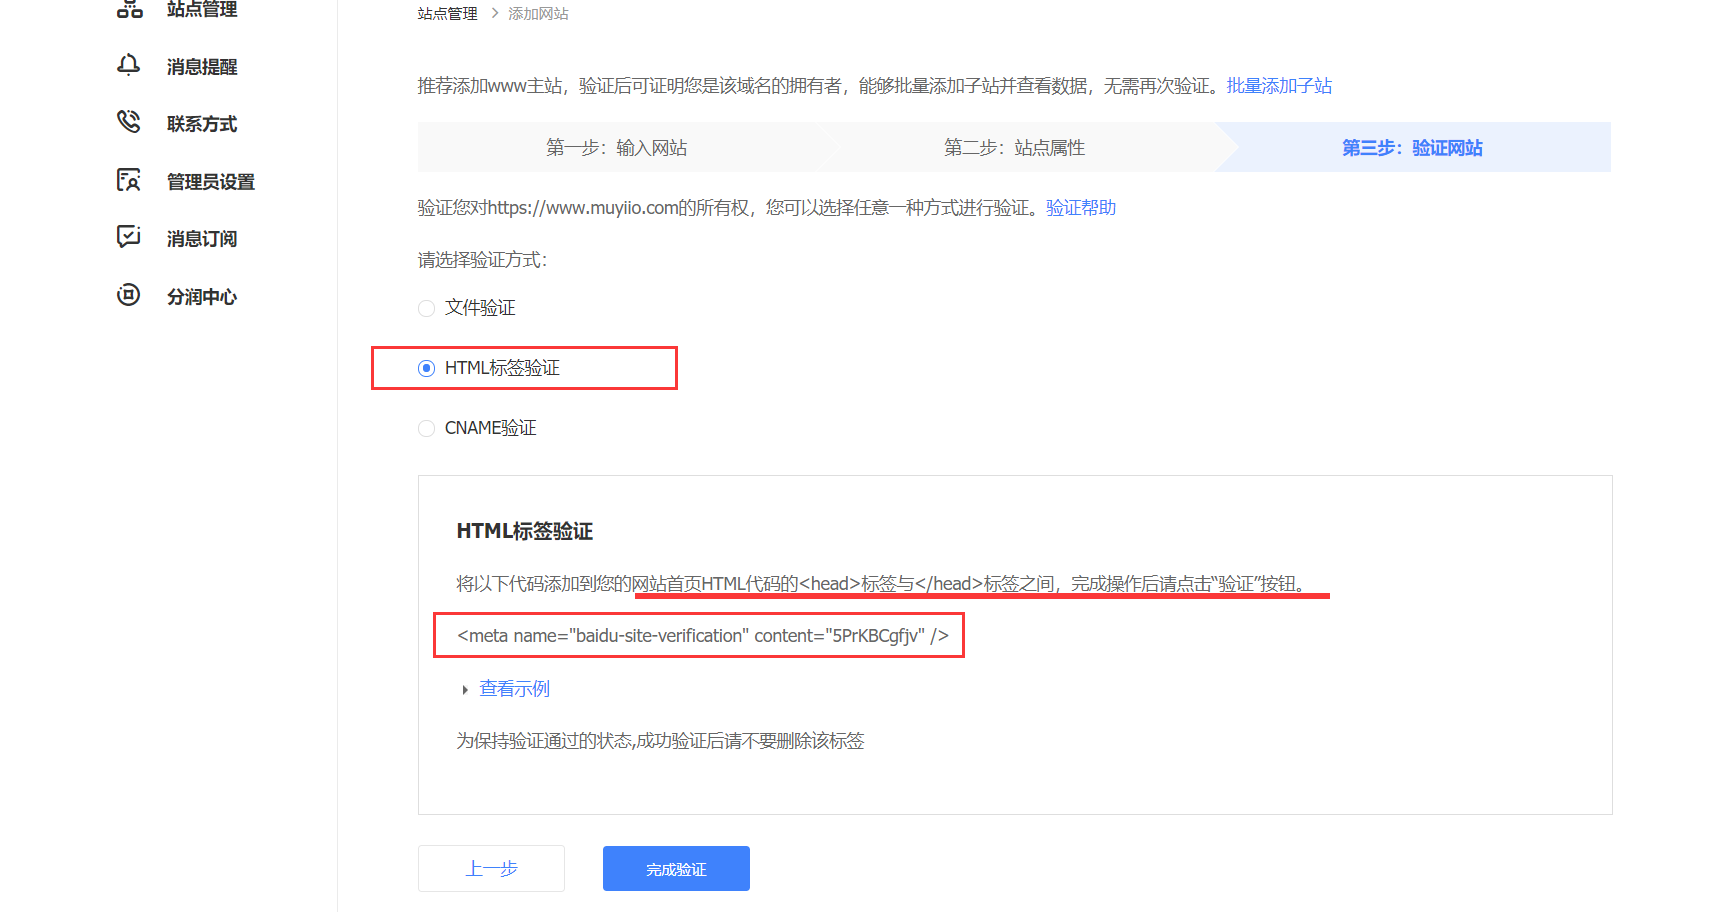 站点管理
消息提醒
联系方式
管理员设置
消息订阅
分润中心
站点管理 > 添加网站
推荐添加www主站，验证后可证明您是该域名的拥有者，能够批量添加子站并查看数据，无需再次验证。批量添加子站
第一步：输入网站
第二步：站点属性
第三步：验证网站
验证您对https://www.muyiio.com的所有权，您可以选择任意一种方式进行验证。验证帮助
请选择验证方式：
文件验证
HTML标签验证
CNAME验证
HTML标签验证
将以下代码添加到您的网站首页HTML代码的<head>标签与</head>标签之间，完成操作后请点击“验证”按钮。
<meta name="baidu-site-verification" content="5PrKBCgfjv" />
查看示例
为保持验证通过的状态,成功验证后请不要删除该标签
上一步
完成验证